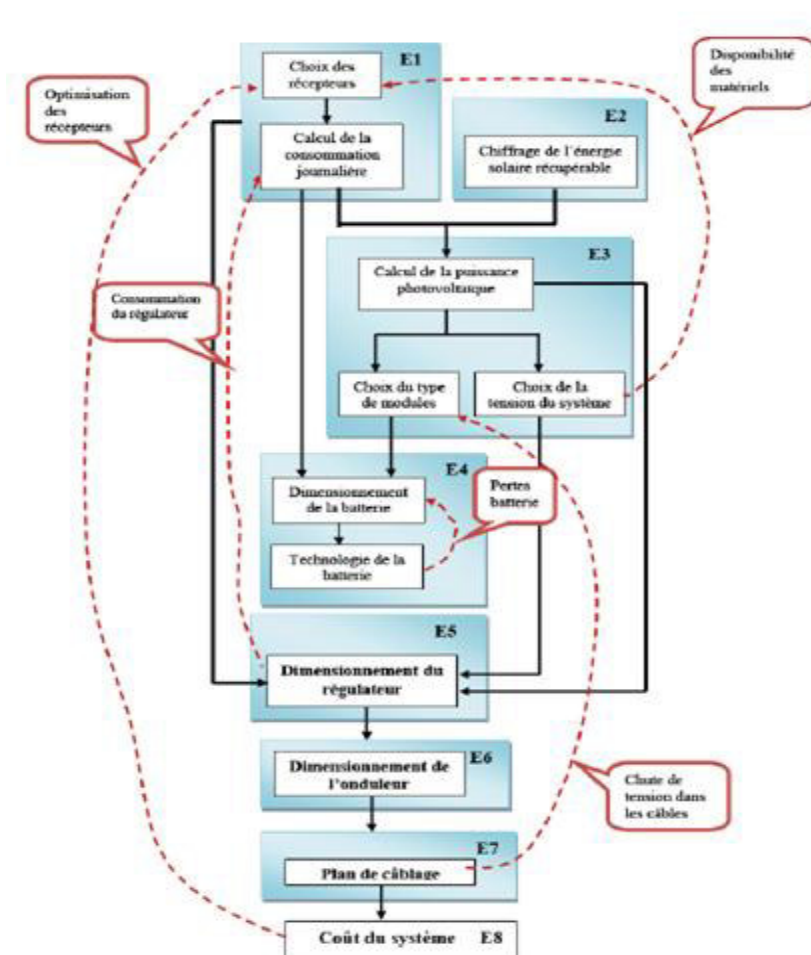 E1
Choix des
récepteurs
Disponibilité
des
matériels
Optimisation
des
récepteurs
E2
Calcul de la
consommation
journalière
Chiffrage de l'énergie
solaire récupérable
E3
Calcul de la puissance
photovoltaïque
Consommation
du régulateur
Choix du type
de modules
Choix de la
tension du système
E4
Pertes
batterie
Dimensionnement
de la batterie
Technologie de la
batterie
E5
Dimensionnement du
régulateur
E6
Dimensionnement de
l'onduleur
Chute de
tension dans
les câbles
E7
Plan de câblage
Coût du système E8